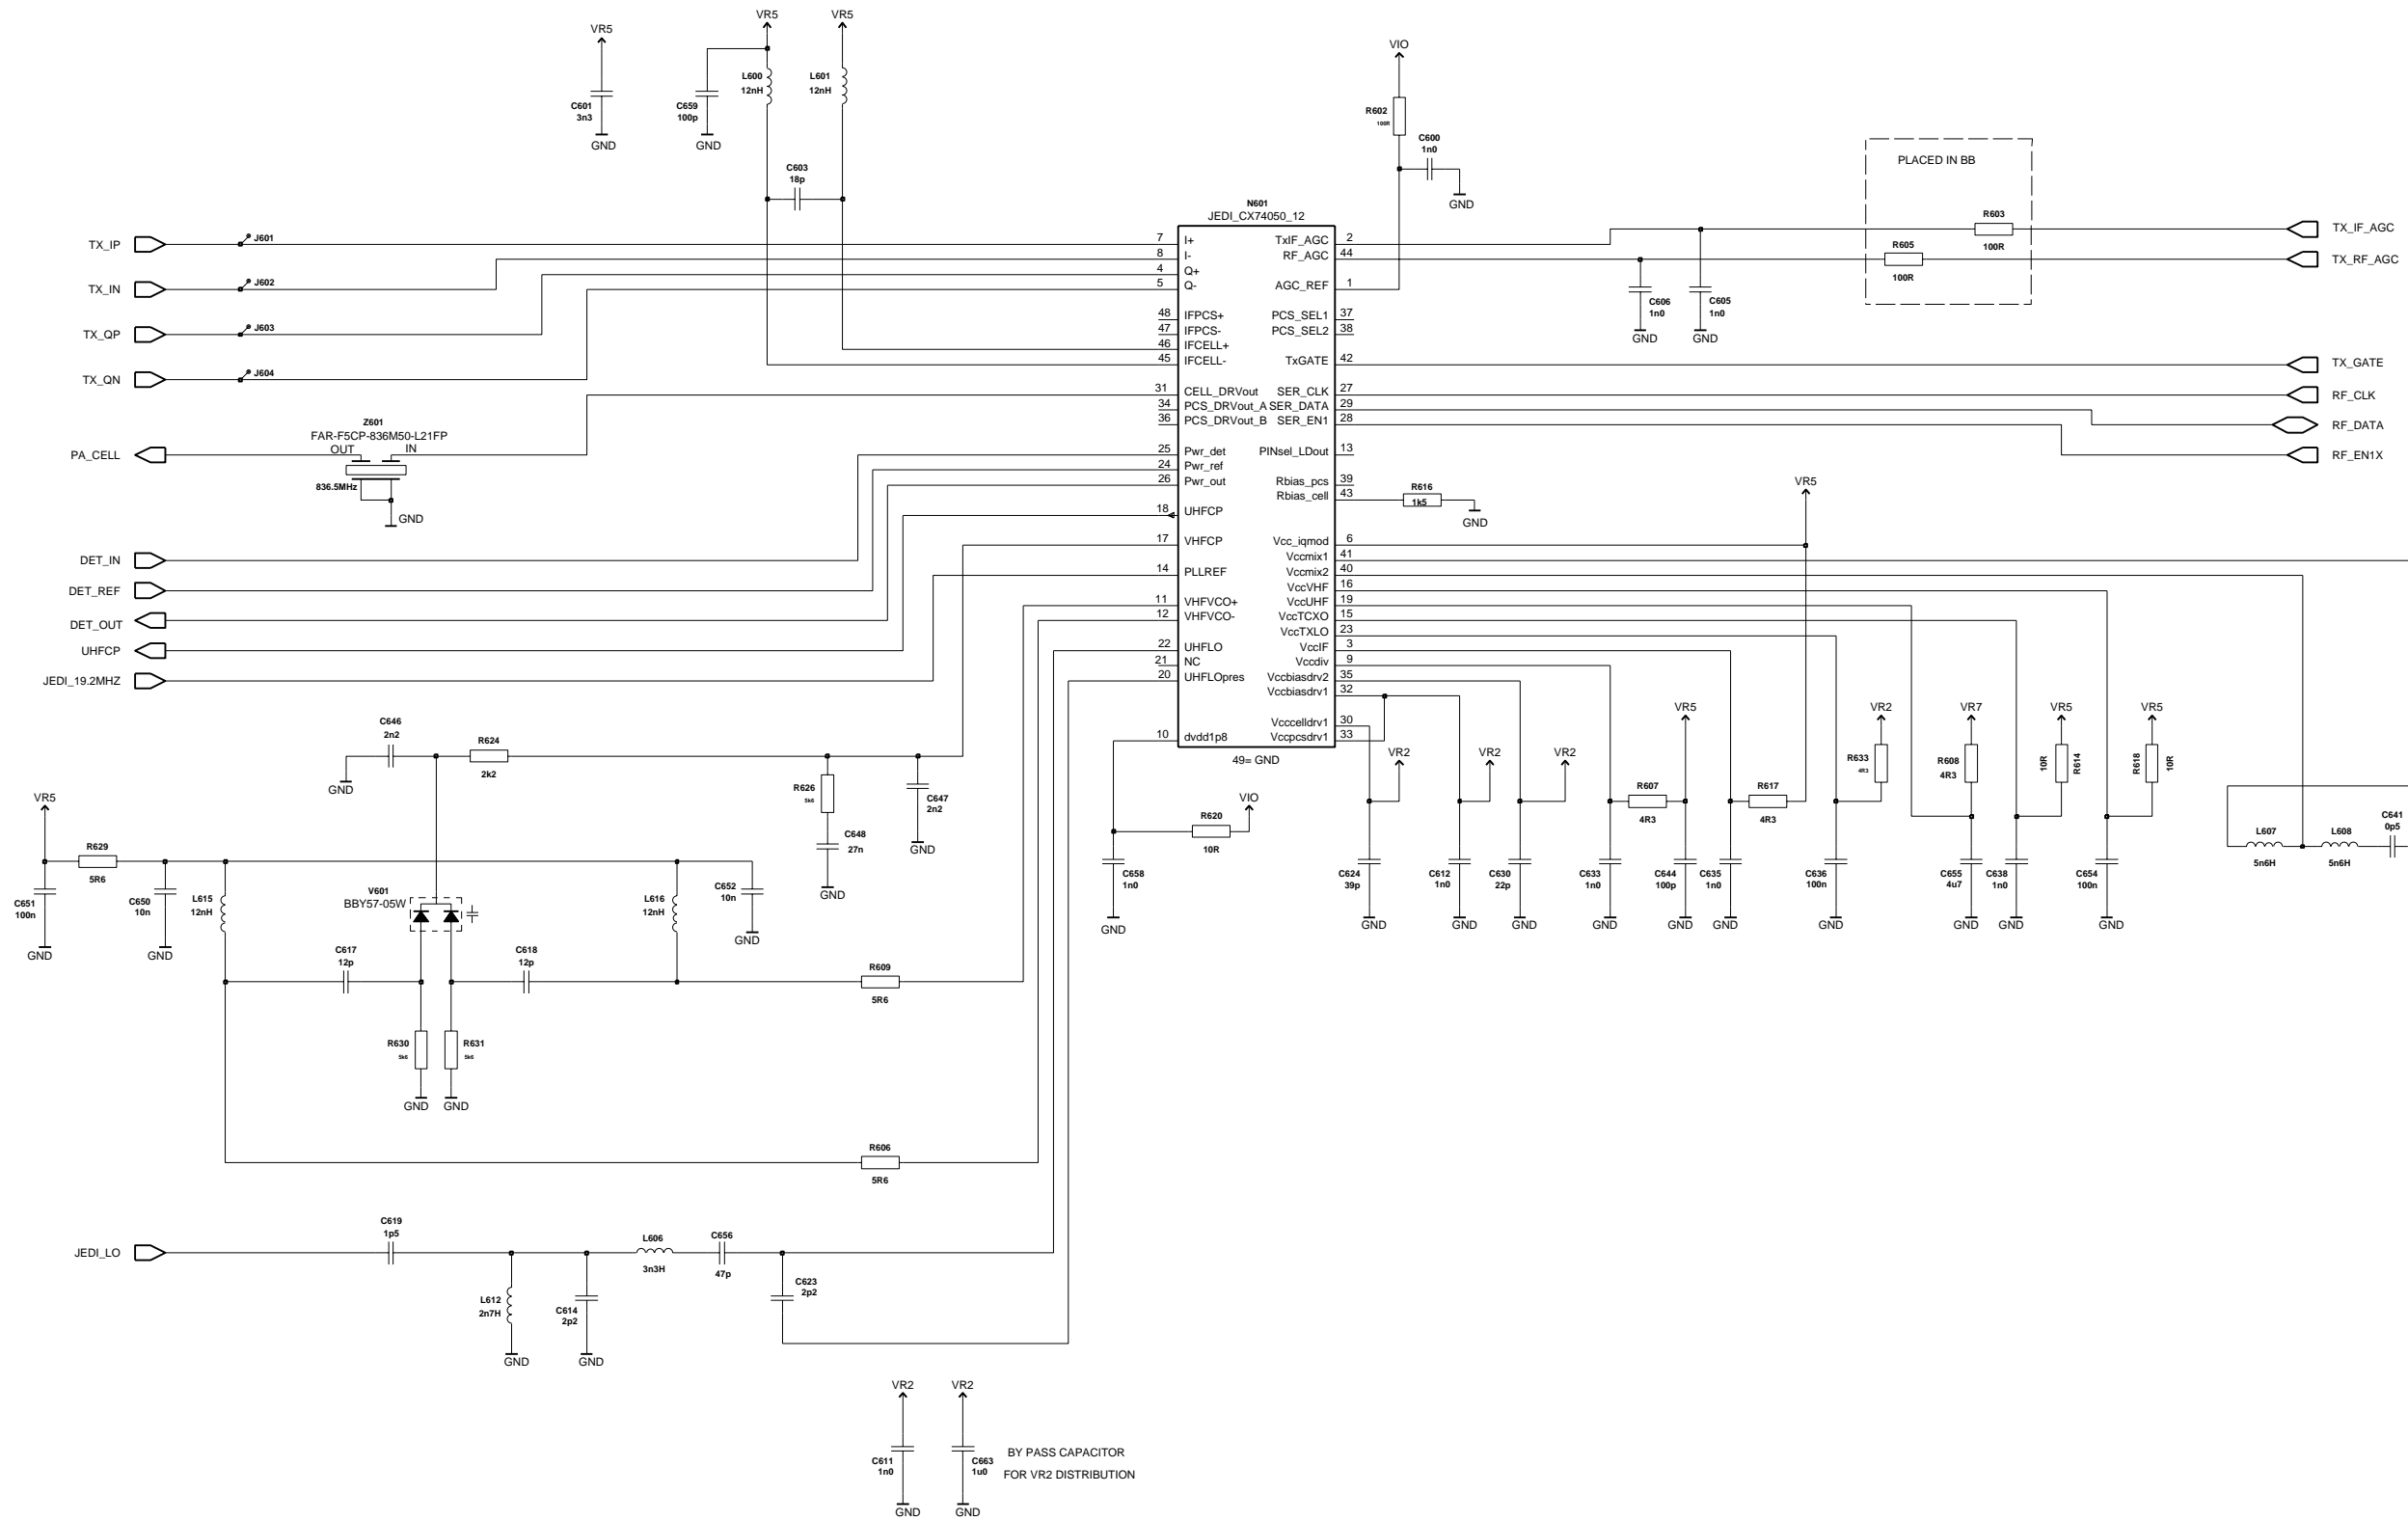 VR5
VR5
VR5
VIO
L600
12nH
L601
12nH
C601
3n3
C659
100p
GND
GND
R602
100R
C600
1n0
GND
C603
18p
PLACED IN BB
R603
100R
R605
100R
TX_IF_AGC
TX_RF_AGC
C606
1n0
C605
1n0
GND
GND
N601
JEDI_CX74050_12
TX_IP
J601
TX_IN
J602
TX_QP
J603
TX_QN
J604
7 I+
8 I-
4 Q+
5 Q-
48 IFPCS+
47 IFPCS-
46 IFCELL+
45 IFCELL-
31 CELL_DRVout
34 PCS_DRVout_A
36 PCS_DRVout_B
25 Pwr_det
24 Pwr_ref
26 Pwr_out
18 UHFCP
17 VHFCP
14 PLLREF
11 VHFVCO+
12 VHFVCO-
22 UHFLO
21 NC
20 UHFLOpres
10 dvdd1p8
TxIF_AGC 2
RF_AGC 44
AGC_REF 1
PCS_SEL1 37
PCS_SEL2 38
TxGATE 42
SER_CLK 27
SER_DATA 29
SER_EN1 28
PINsel_LDout 13
Rbias_pcs 39
Rbias_cell 43
Vcc_iqmod 6
Vccmix1 41
Vccmix2 40
VccVHF 16
VccUHF 19
VccTCXO 15
VccTXLO 23
VccIF 3
Vccdiv 9
Vccbiasdrv2 35
Vccbiasdrv1 32
Vcccelldrv1 30
Vccpcsdrv1 33
49= GND
TX_GATE
RF_CLK
RF_DATA
RF_EN1X
Z601
FAR-F5CP-836M50-L21FP
OUT
IN
836.5MHz
GND
PA_CELL
R616
1k5
GND
VR5
DET_IN
DET_REF
DET_OUT
UHFCP
JEDI_19.2MHZ
C646
2n2
GND
R624
2k2
R626
5k6
C648
27n
GND
C647
2n2
GND
VR5
R629
5R6
C651
100n
GND
C650
10n
GND
L615
12nH
V601
BBY57-05W
L616
12nH
C652
10n
GND
C617
12p
C618
12p
R609
5R6
R630
5k6
R631
5k6
GND
GND
R606
5R6
VIO
R620
10R
C658
1n0
GND
VR2
VR2
VR2
VR5
VR2
VR7
VR5
VR5
R607
4R3
R617
4R3
R633
4R3
R608
4R3
10R
R614
R618
10R
C624
39p
GND
C612
1n0
GND
C630
22p
GND
C633
1n0
GND
C644
100p
GND
C635
1n0
GND
C636
100n
GND
C655
4u7
GND
C638
1n0
GND
C654
100n
GND
L607
5n6H
L608
5n6H
C641
0p5
JEDI_LO
C619
1p5
L612
2n7H
GND
C614
2p2
GND
L606
3n3H
C656
47p
C623
2p2
VR2
VR2
C611
1n0
GND
C663
1u0
GND
BY PASS CAPACITOR
FOR VR2 DISTRIBUTION